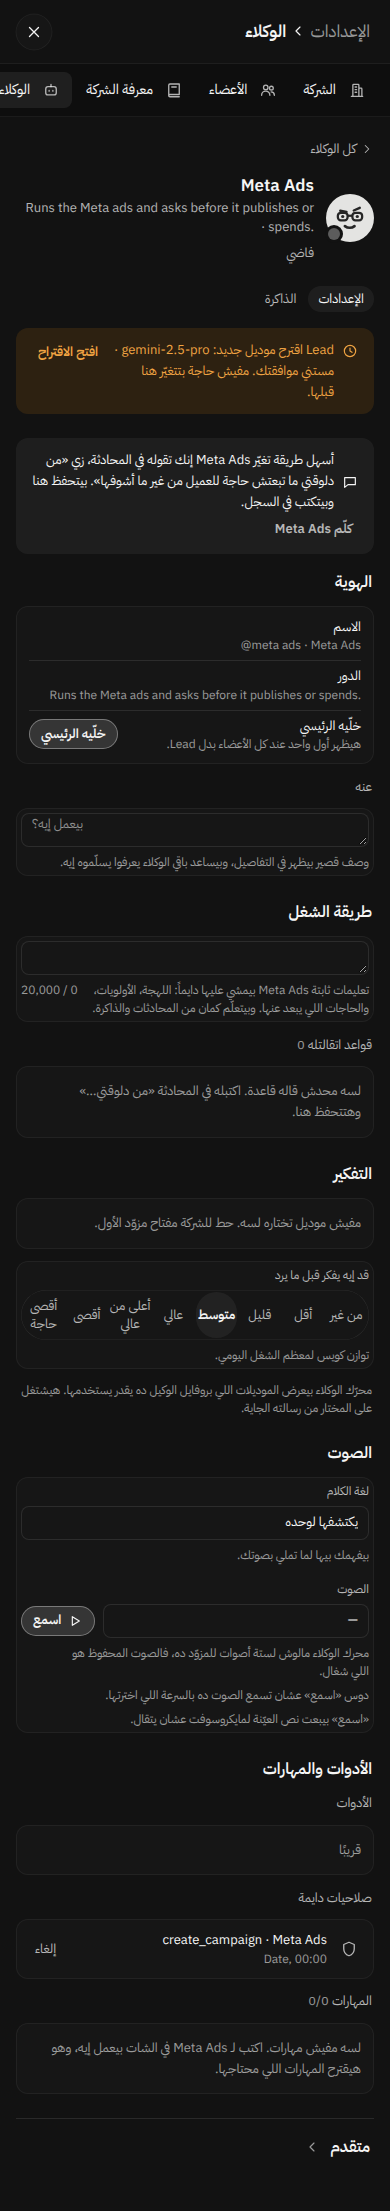 الإعدادات > الوكلاء
الشركة
الأعضاء
معرفة الشركة
الوكلاء
كل الوكلاء
Meta Ads
Runs the Meta ads and asks before it publishes or
spends. ·
فاضي
الإعدادات
الذاكرة
Lead اقترح موديل جديد: gemini-2.5-pro ·
مستني موافقتك. مفيش حاجة بتتغيّر هنا
قبلها.
افتح الاقتراح
أسهل طريقة تغيّر Meta Ads إنك تقوله في المحادثة، زي «من
دلوقتي ما تبعتش حاجة للعميل من غير ما أشوفها». بيتحفظ هنا
وبيتكتب في السجل.
كلّم Meta Ads
الهوية
الاسم
@meta ads · Meta Ads
الدور
Runs the Meta ads and asks before it publishes or spends.
خلّيه الرئيسي
هيظهر أول واحد عند كل الأعضاء بدل Lead.
خلّيه الرئيسي
عنه
بيعمل إيه؟
وصف قصير بيظهر في التفاصيل، وبيساعد باقي الوكلاء يعرفوا يسلّموه إيه.
طريقة الشغل
تعليمات ثابتة Meta Ads بيمشي عليها دايماً: اللهجة، الأولويات،
والحاجات اللي يبعد عنها. وبيتعلّم كمان من المحادثات والذاكرة.
0 / 20,000
قواعد اتقالتله 0
لسه محدش قاله قاعدة. اكتبله في المحادثة «من دلوقتي...»
وهتتحفظ هنا.
التفكير
مفيش موديل تختاره لسه. حط للشركة مفتاح مزوّد الأول.
قد إيه يفكر قبل ما يرد
من غير
أقل
قليل
متوسط
عالي
أعلى من
عالي
أقصى
أقصى
حاجة
توازن كويس لمعظم الشغل اليومي.
محرّك الوكلاء بيعرض الموديلات اللي بروفايل الوكيل ده يقدر يستخدمها. هيشتغل
على المختار من رسالته الجاية.
الصوت
لغة الكلام
يكتشفها لوحده
بيفهمك بيها لما تملي بصوتك.
الصوت
—
اسمع
محرك الوكلاء مالوش لستة أصوات للمزوّد ده، فالصوت المحفوظ هو
اللي شغال.
دوس «اسمع» عشان تسمع الصوت ده بالسرعة اللي اخترتها.
«اسمع» بيبعت نص العيّنة لمايكروسوفت عشان يتقال.
الأدوات والمهارات
الأدوات
قريبًا
صلاحيات دايمة
create_campaign · Meta Ads
Date, 00:00
إلغاء
المهارات 0/0
لسه مفيش مهارات. اكتب لـ Meta Ads في الشات بيعمل إيه، وهو
هيقترح المهارات اللي محتاجها.
متقدم